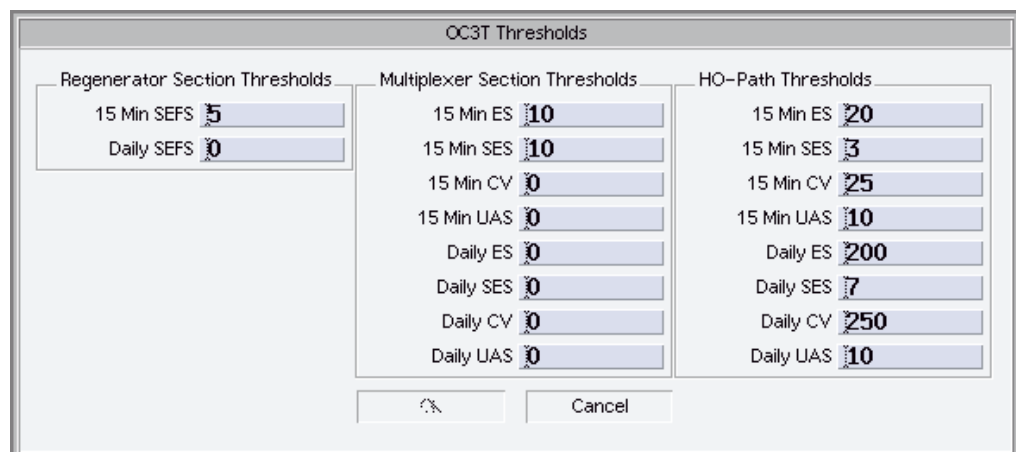 OC3T Thresholds
Regenerator Section Thresholds
15 Min SEFS 5
Daily SEFS 0
Multiplexer Section Thresholds
15 Min ES 10
15 Min SES 10
15 Min CV 0
15 Min UAS 0
Daily ES 0
Daily SES 0
Daily CV 0
Daily UAS 0
HO-Path Thresholds
15 Min ES 20
15 Min SES 3
15 Min CV 25
15 Min UAS 10
Daily ES 200
Daily SES 7
Daily CV 250
Daily UAS 10
Cancel